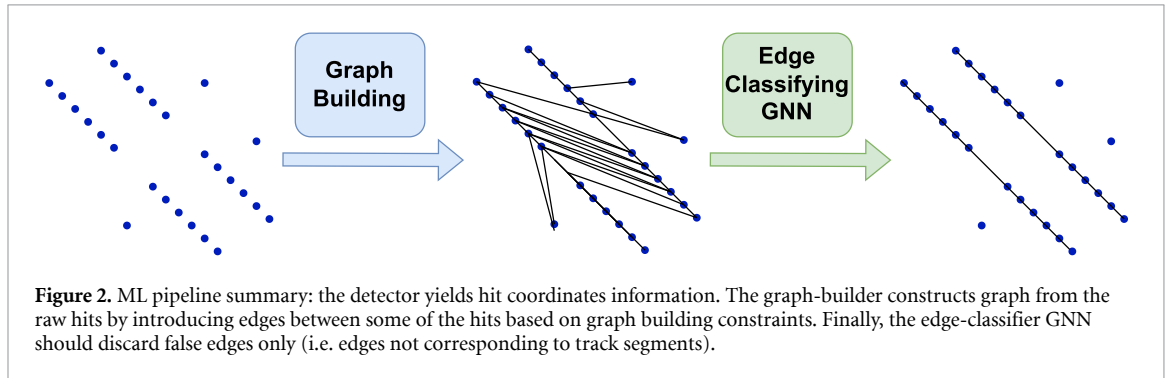 Graph
Building
Edge
Classifying
GNN
Figure 2. ML pipeline summary: the detector yields hit coordinates information. The graph-builder constructs graph from the
raw hits by introducing edges between some of the hits based on graph building constraints. Finally, the edge-classifier GNN
should discard false edges only (i.e. edges not corresponding to track segments).